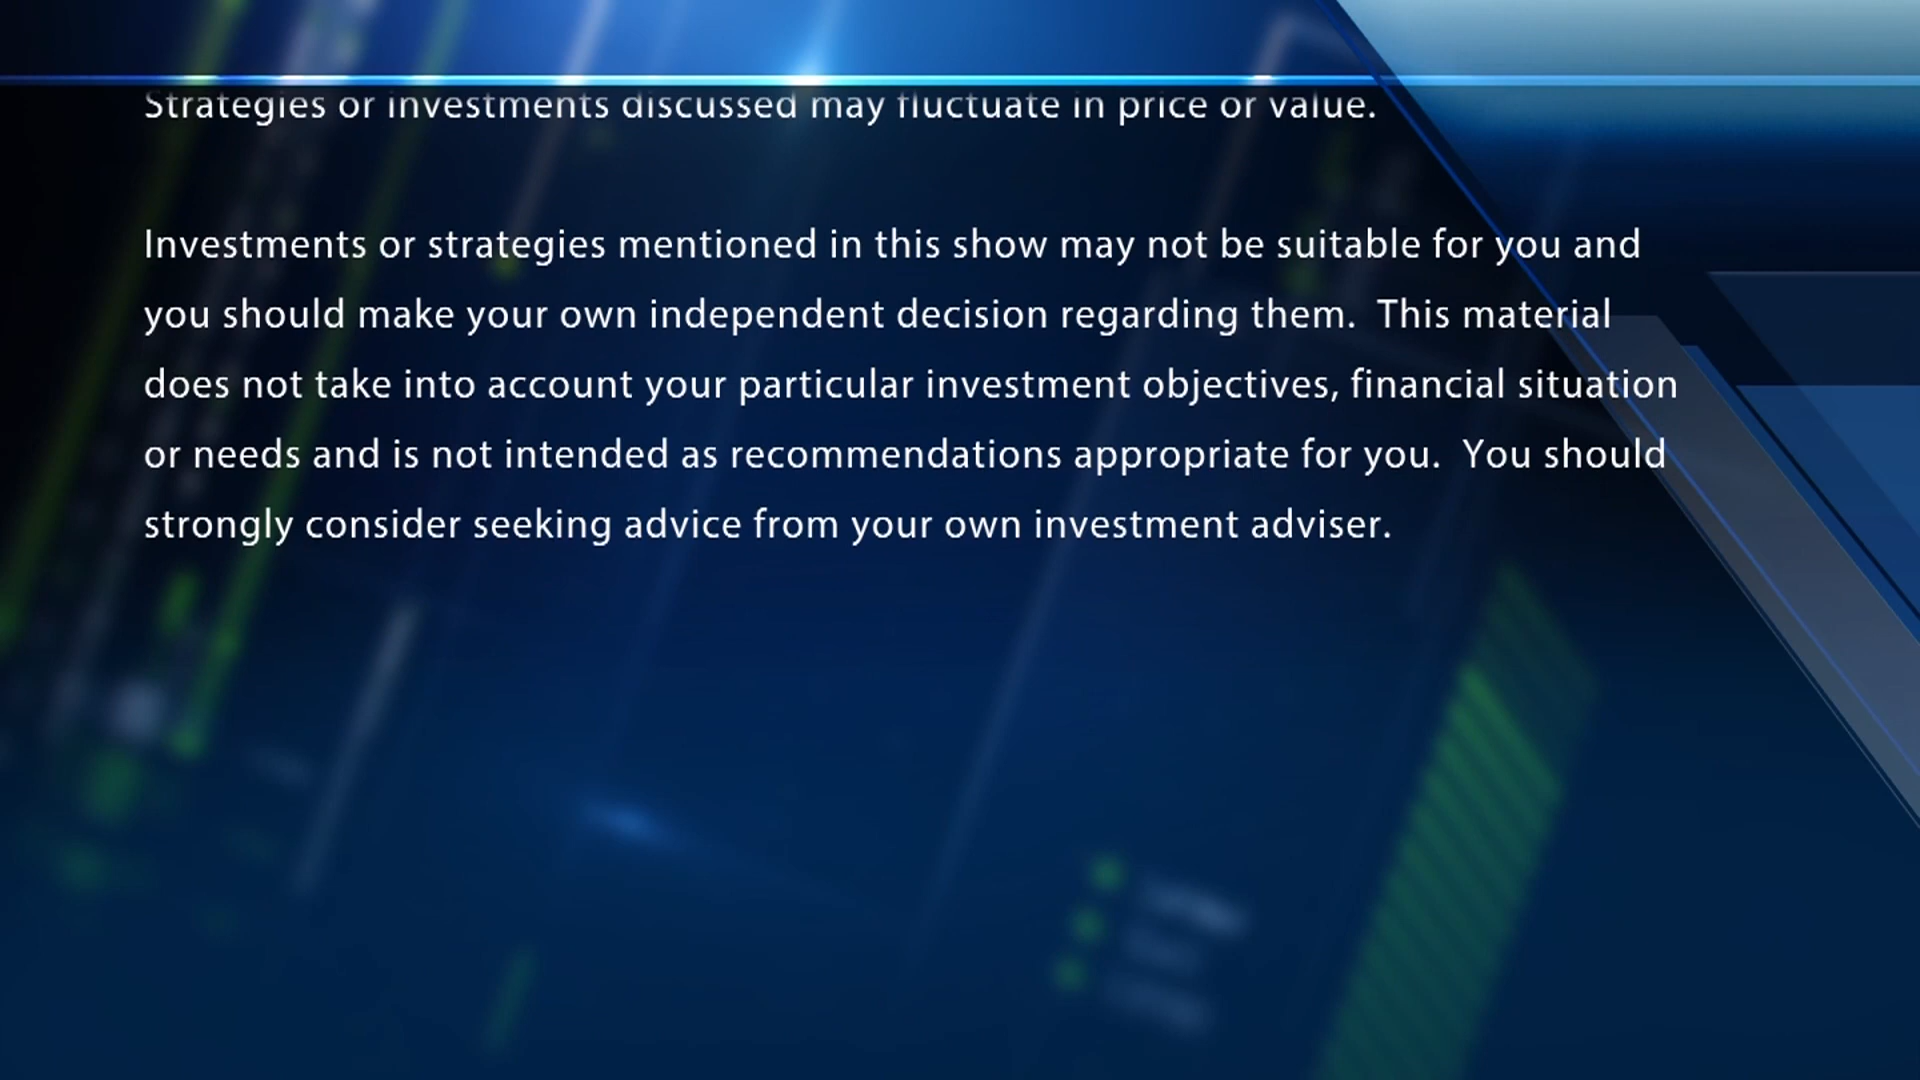 Strategies or investments discussed may fluctuate in price or value.
Investments or strategies mentioned in this show may not be suitable for you and
you should make your own independent decision regarding them.  This material
does not take into account your particular investment objectives, financial situation
or needs and is not intended as recommendations appropriate for you.  You should
strongly consider seeking advice from your own investment adviser.